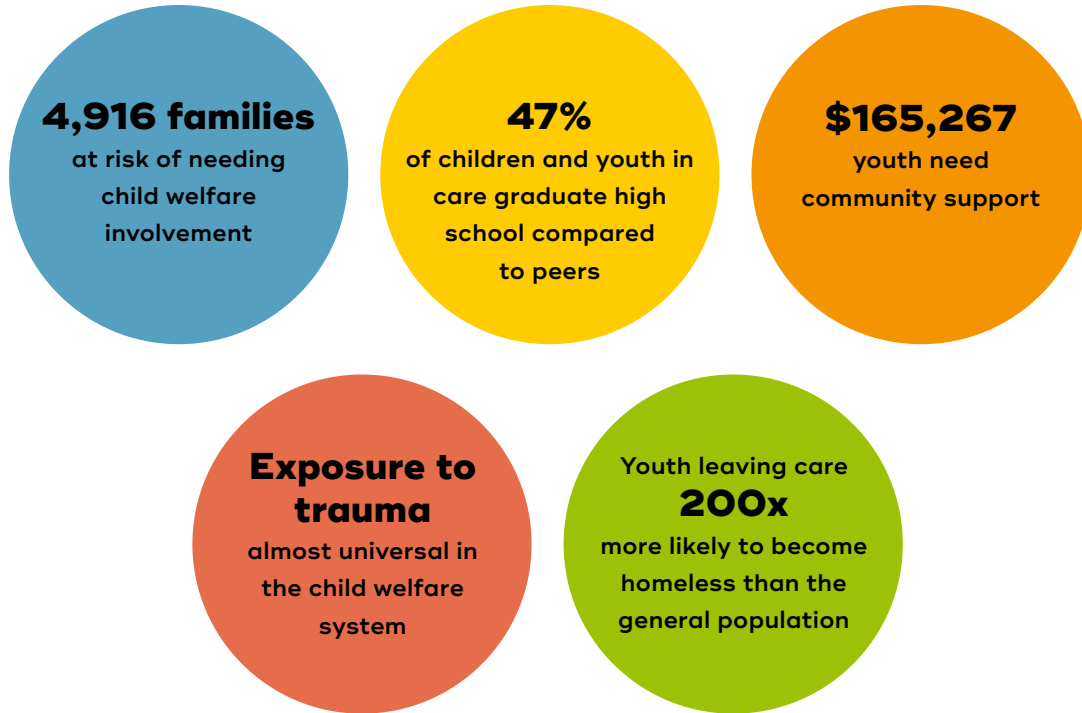 4,916 families
at risk of needing
child welfare
involvement
47%
of children and youth in
care graduate high
school compared
to peers
$165,267
youth need
community support
Exposure to
trauma
almost universal in
the child welfare
system
Youth leaving care
200x
more likely to become
homeless than the
general population